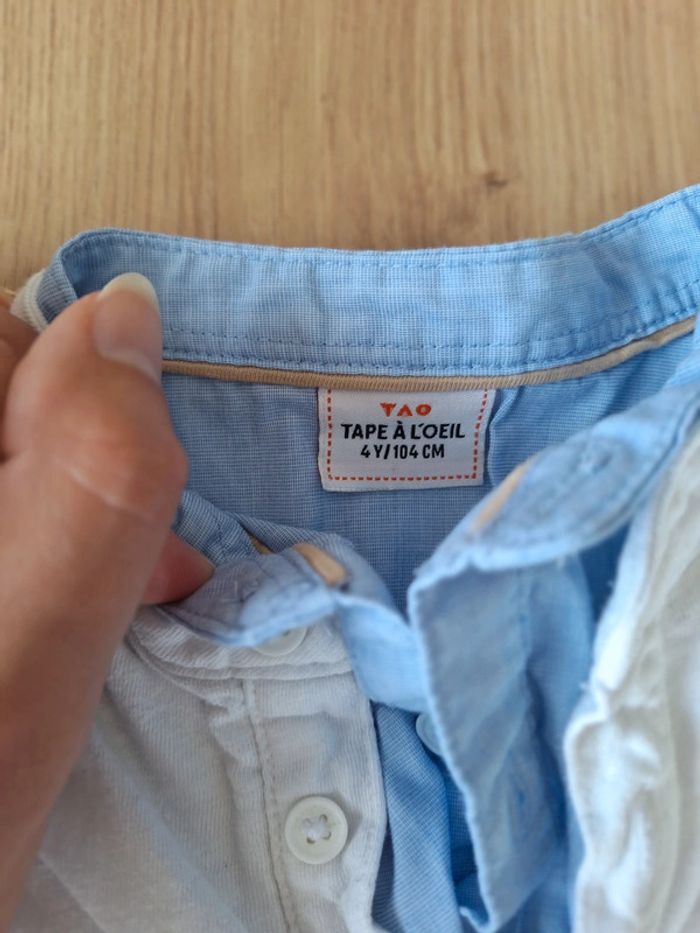 TAO
TAPE À L'OEIL
4Y/104 CM